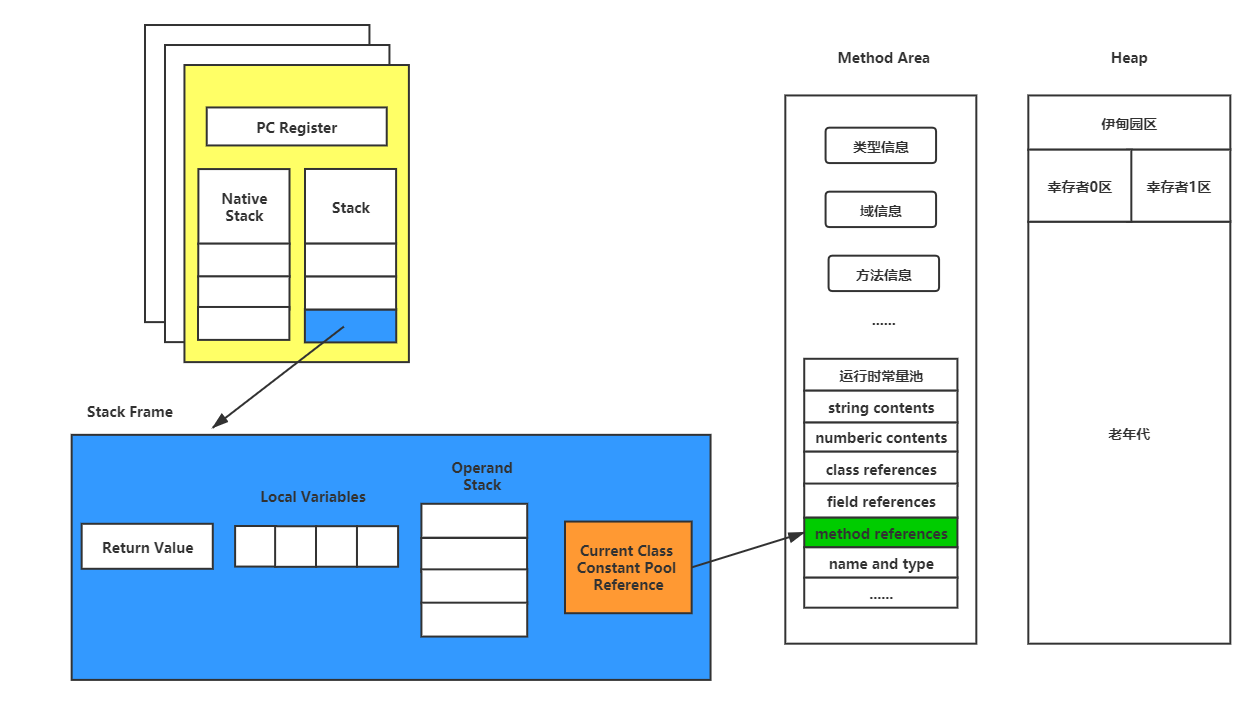 PC Register
Native
Stack
Stack
Stack Frame
Return Value
Local Variables
Operand
Stack
Current Class
Constant Pool
Reference
Method Area
类型信息
域信息
方法信息
......
运行时常量池
string contents
numberic contents
class references
field references
method references
name and type
......
Heap
伊甸园区
幸存者0区
幸存者1区
老年代